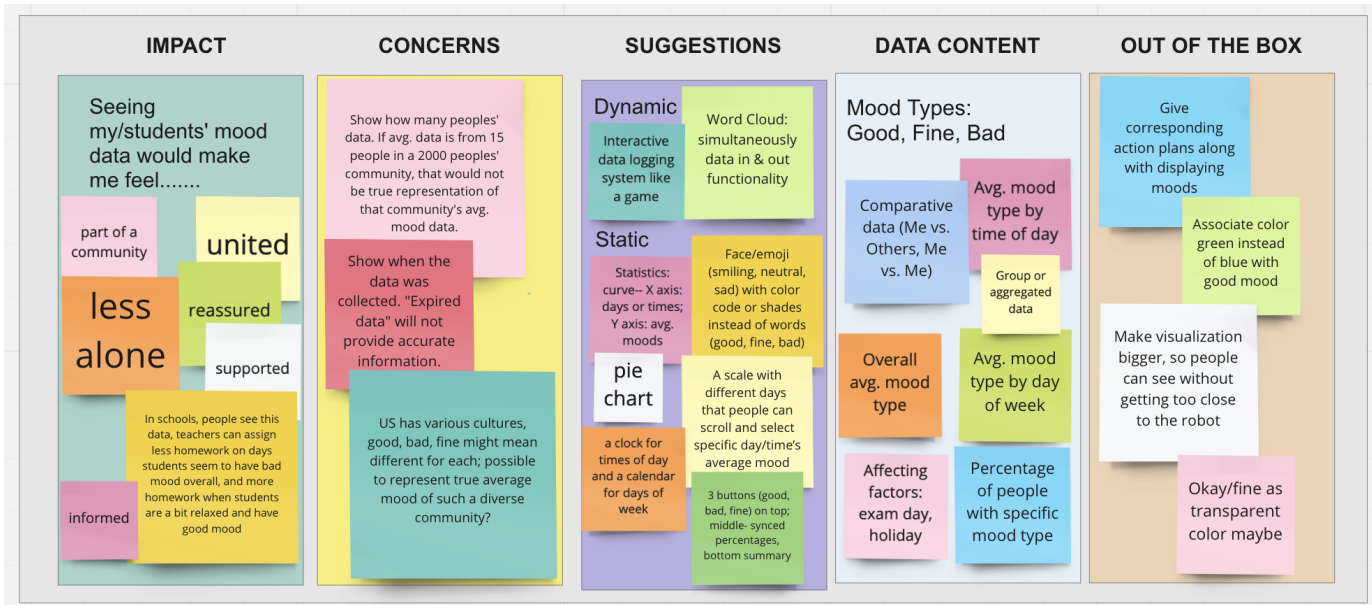 IMPACT
Seeing
my/students' mood
data would make
me feel.......
part of a
community
united
less
alone
reassured
supported
In schools, people see this
data, teachers can assign
less homework on days
students seem to have bad
mood overall, and more
homework when students
are a bit relaxed and have
good mood
informed
CONCERNS
Show how many peoples'
data. If avg. data is from 15
people in a 2000 peoples'
community, that would not
be true representation of
that community's avg.
mood data.
Show when the
data was
collected. "Expired
data" will not
provide accurate
information.
US has various cultures,
good, bad, fine might mean
different for each; possible
to represent true average
mood of such a diverse
community?
SUGGESTIONS
Dynamic
Interactive
data logging
system like
a game
Word Cloud:
simultaneously
data in & out
functionality
Static
Statistics:
curve-- X axis:
days or times;
Y axis: avg.
moods
Face/emoji
(smiling, neutral,
sad) with color
code or shades
instead of words
(good, fine, bad)
pie
chart
A scale with
different days
that people can
scroll and select
specific day/time's
average mood
a clock for
times of day
and a calendar
for days of
week
3 buttons (good,
bad, fine) on top;
middle- synced
percentages,
bottom summary
DATA CONTENT
Mood Types:
Good, Fine, Bad
Comparative
data (Me vs.
Others, Me
vs. Me)
Avg. mood
type by
time of day
Group or
aggregated
data
Overall
avg. mood
type
Avg. mood
type by day
of week
Affecting
factors:
exam day,
holiday
Percentage
of people
with specific
mood type
OUT OF THE BOX
Give
corresponding
action plans along
with displaying
moods
Associate color
green instead
of blue with
good mood
Make visualization
bigger, so people
can see without
getting too close
to the robot
Okay/fine as
transparent
color maybe